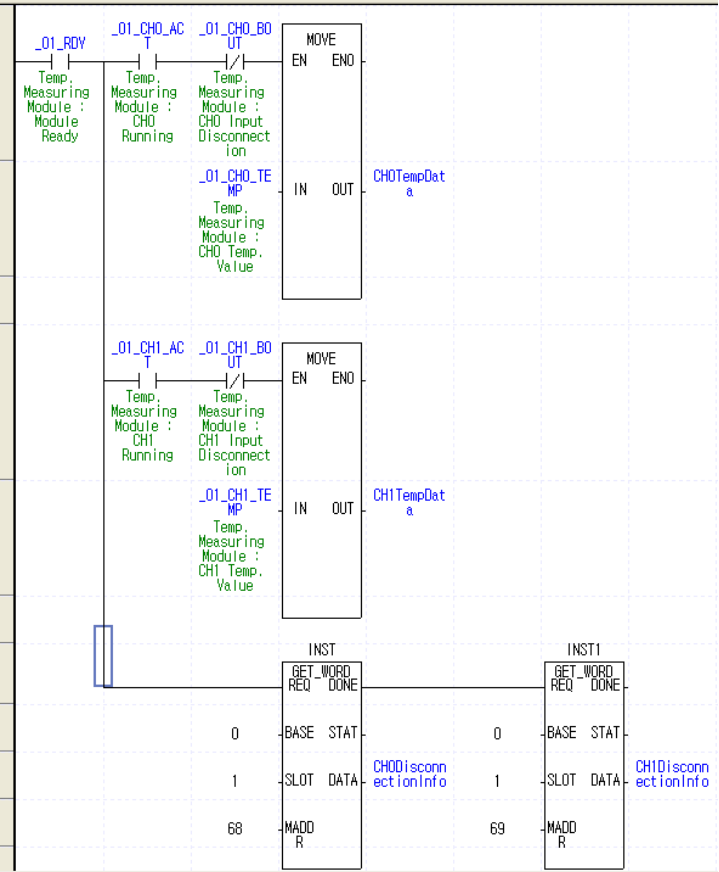 _01_RDY
_01_CH0_AC
T
_01_CH0_BO
UT
MOVE
EN ENO
Temp.
Measuring
Module :
Module
Ready
Temp.
Measuring
Module :
CH0
Running
Temp.
Measuring
Module :
CH0 Input
Disconnect
ion
_01_CH0_TE
MP
IN OUT
CH0TempDat
a
Temp.
Measuring
Module :
CH0 Temp.
Value
_01_CH1_AC
T
_01_CH1_BO
UT
MOVE
EN ENO
Temp.
Measuring
Module :
CH1
Running
Temp.
Measuring
Module :
CH1 Input
Disconnect
ion
_01_CH1_TE
MP
IN OUT
CH1TempDat
a
Temp.
Measuring
Module :
CH1 Temp.
Value
INST
GET_WORD
REQ DONE
INST1
GET_WORD
REQ DONE
0
BASE STAT
0
BASE STAT
1
SLOT DATA
CH0Disconn
ectionInfo
1
SLOT DATA
CH1Disconn
ectionInfo
68
MADD
R
69
MADD
R